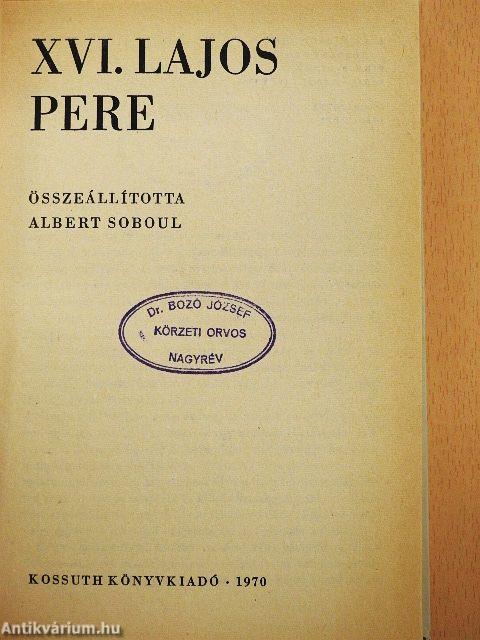 XVI. LAJOS
PERE
ÖSSZEÁLLÍTOTTA
ALBERT SOBOUL
Dr. BOZÓ JÓZSEF
KÖRZETI ORVOS
NAGYRÉV
KOSSUTH KÖNYVKIADÓ • 1970
Antikvárium.hu